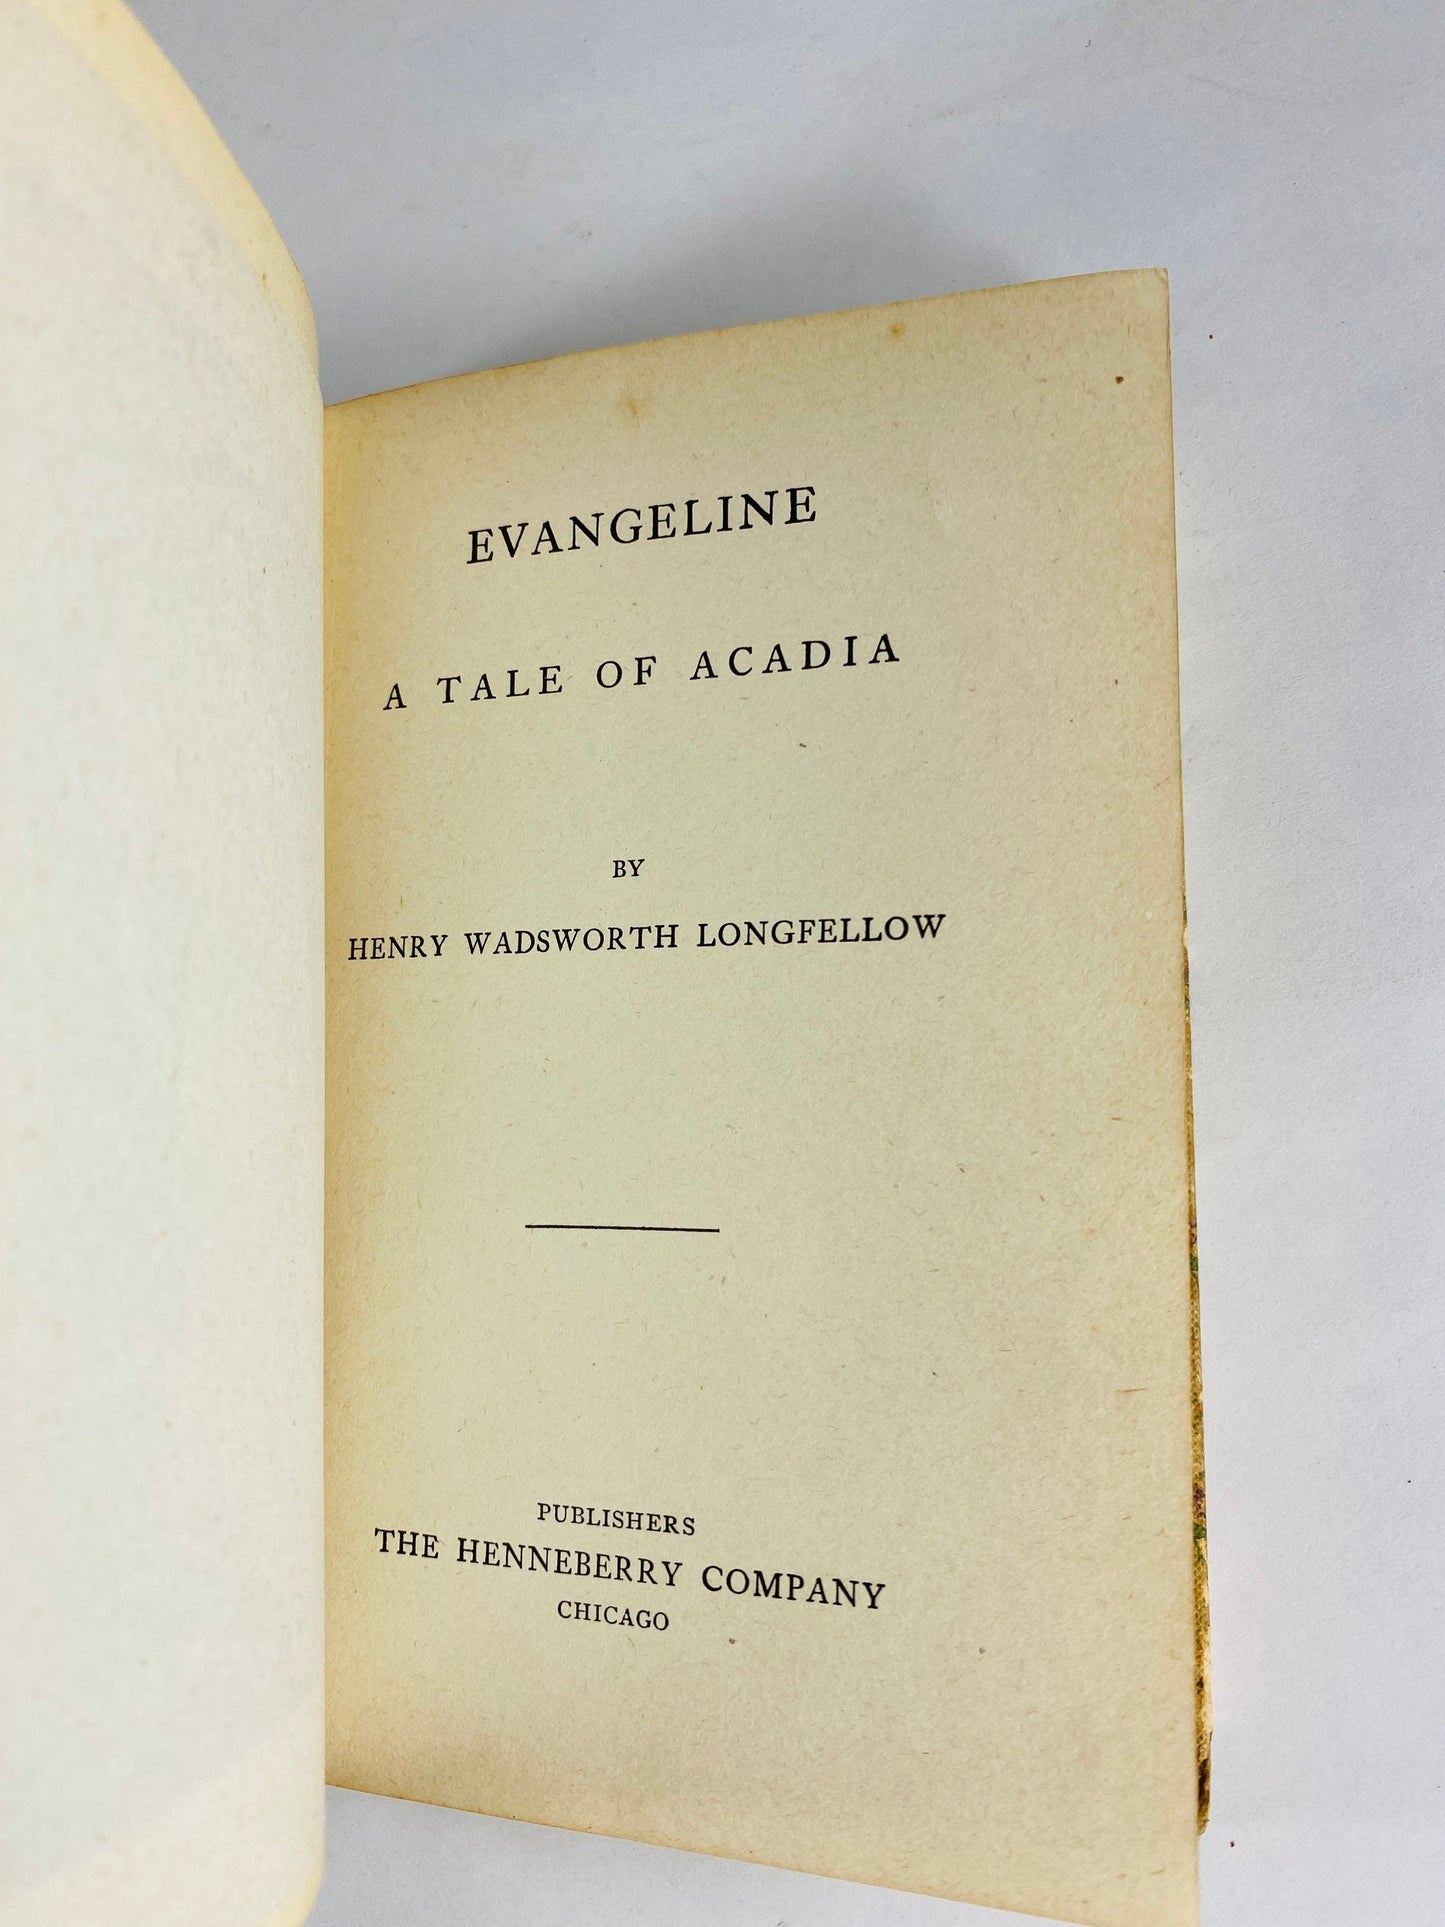 EVANGELINE
A TALE OF ACADIA
BY
HENRY WADSWORTH LONGFELLOW
PUBLISHERS
THE HENNEBERRY COMPANY
CHICAGO